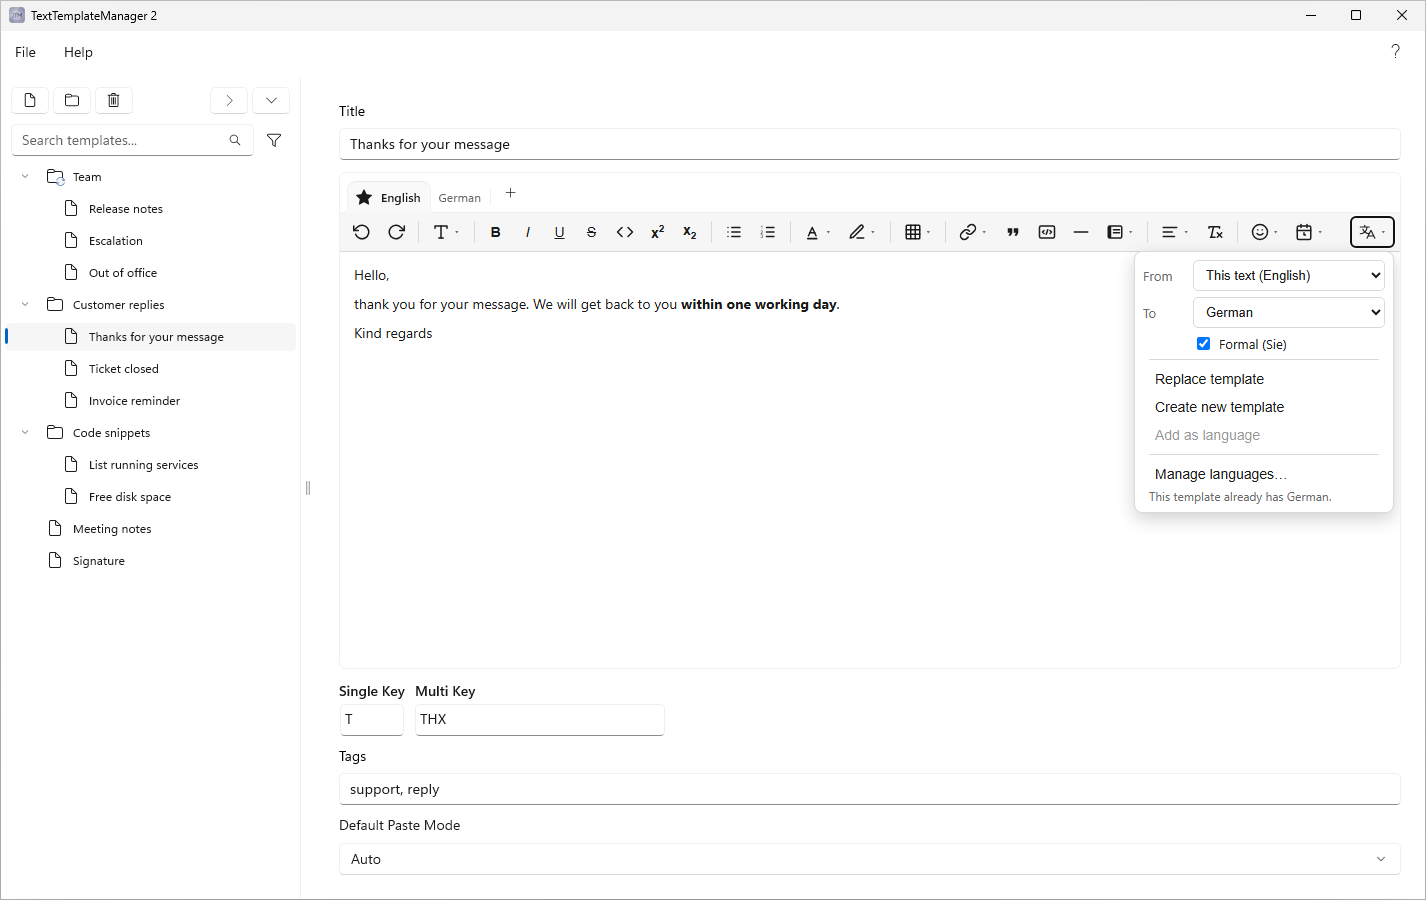 TextTemplateManager 2
File Help ?
Search templates...
Team
Release notes
Escalation
Out of office
Customer replies
Thanks for your message
Ticket closed
Invoice reminder
Code snippets
List running services
Free disk space
Meeting notes
Signature
Title
Thanks for your message
English German +
T B I U S <> x² x₂ A
Hello,
thank you for your message. We will get back to you within one working day.
Kind regards
From This text (English)
To German
Formal (Sie)
Replace template
Create new template
Add as language
Manage languages…
This template already has German.
Single Key Multi Key
T THX
Tags
support, reply
Default Paste Mode
Auto